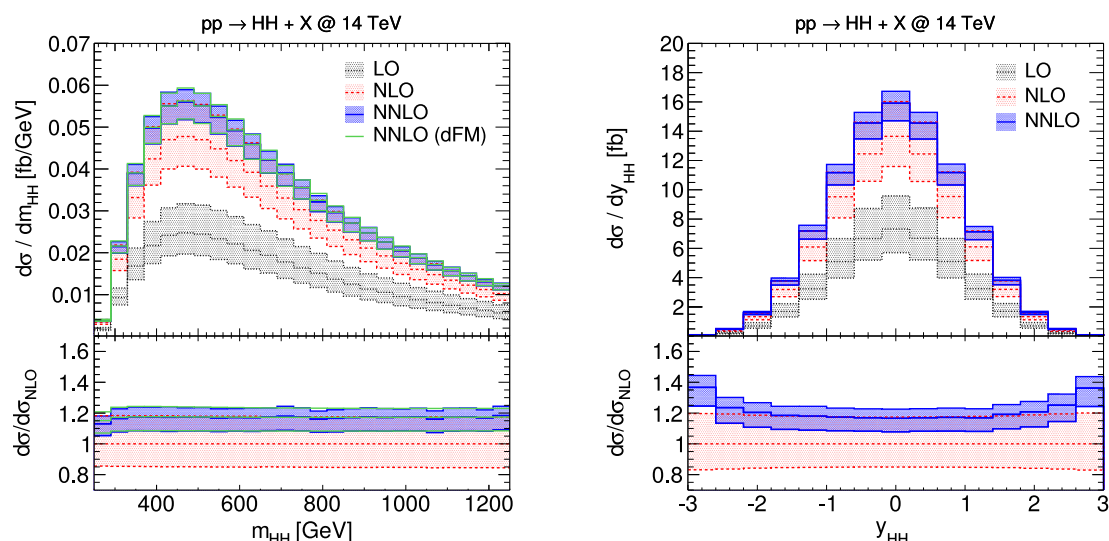 pp → HH + X @ 14 TeV
dσ / dm_HH [fb/GeV]
0.07
0.06
0.05
0.04
0.03
0.02
0.01
LO
NLO
NNLO
NNLO (dFM)
dσ/dσ_NLO
1.6
1.4
1.2
1
0.8
400 600 800 1000 1200
m_HH [GeV]
pp → HH + X @ 14 TeV
dσ / dy_HH [fb]
20
18
16
14
12
10
8
6
4
2
LO
NLO
NNLO
dσ/dσ_NLO
1.6
1.4
1.2
1
0.8
-3 -2 -1 0 1 2 3
y_HH